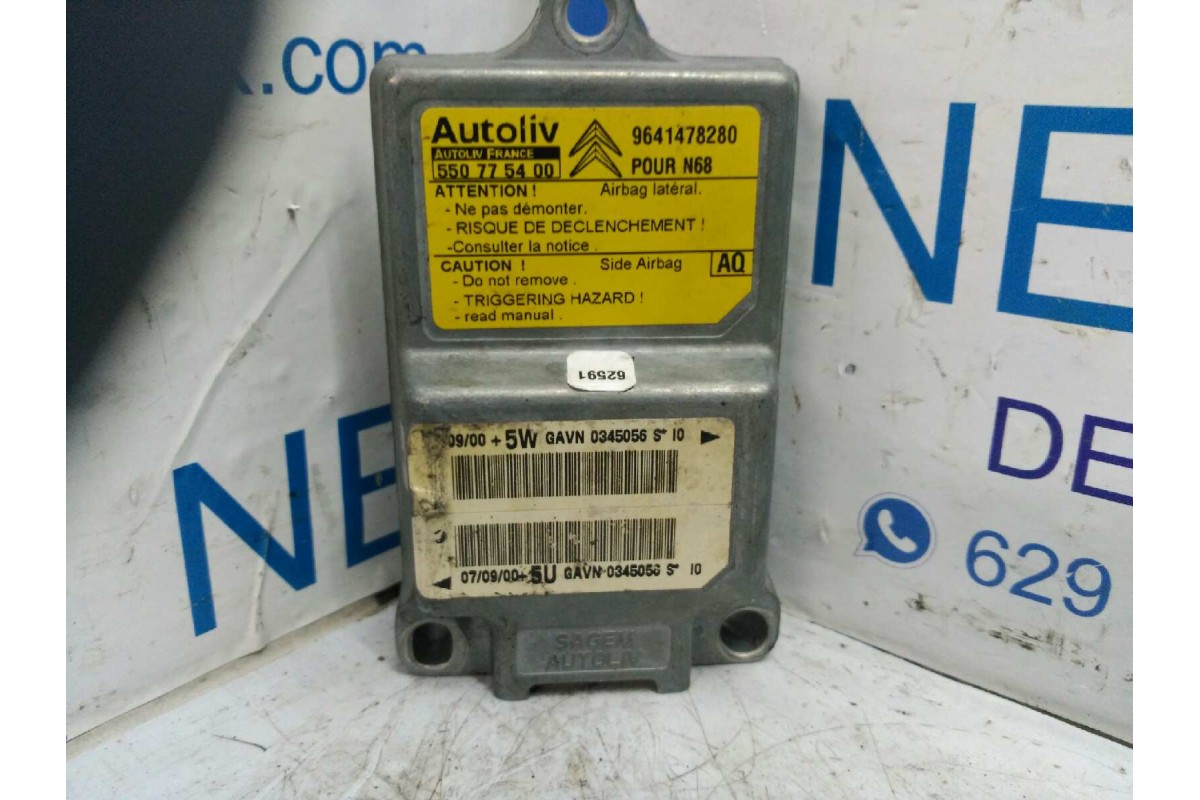 k.com
NE
Autoliv
9641478280
AUTOLIV FRANCE
POUR N68
550 77 54 00
ATTENTION ! Airbag latéral.
- Ne pas démonter.
- RISQUE DE DECLENCHEMENT !
-Consulter la notice .
CAUTION ! Side Airbag AQ
- Do not remove .
- TRIGGERING HAZARD !
- read manual .
62591
09/00 + 5W GAVN 0345056 S* I0
07/09/00+ 5U GAVN 0345056 S* I0
SAGEM
AUTOLIV
NE
DE
629